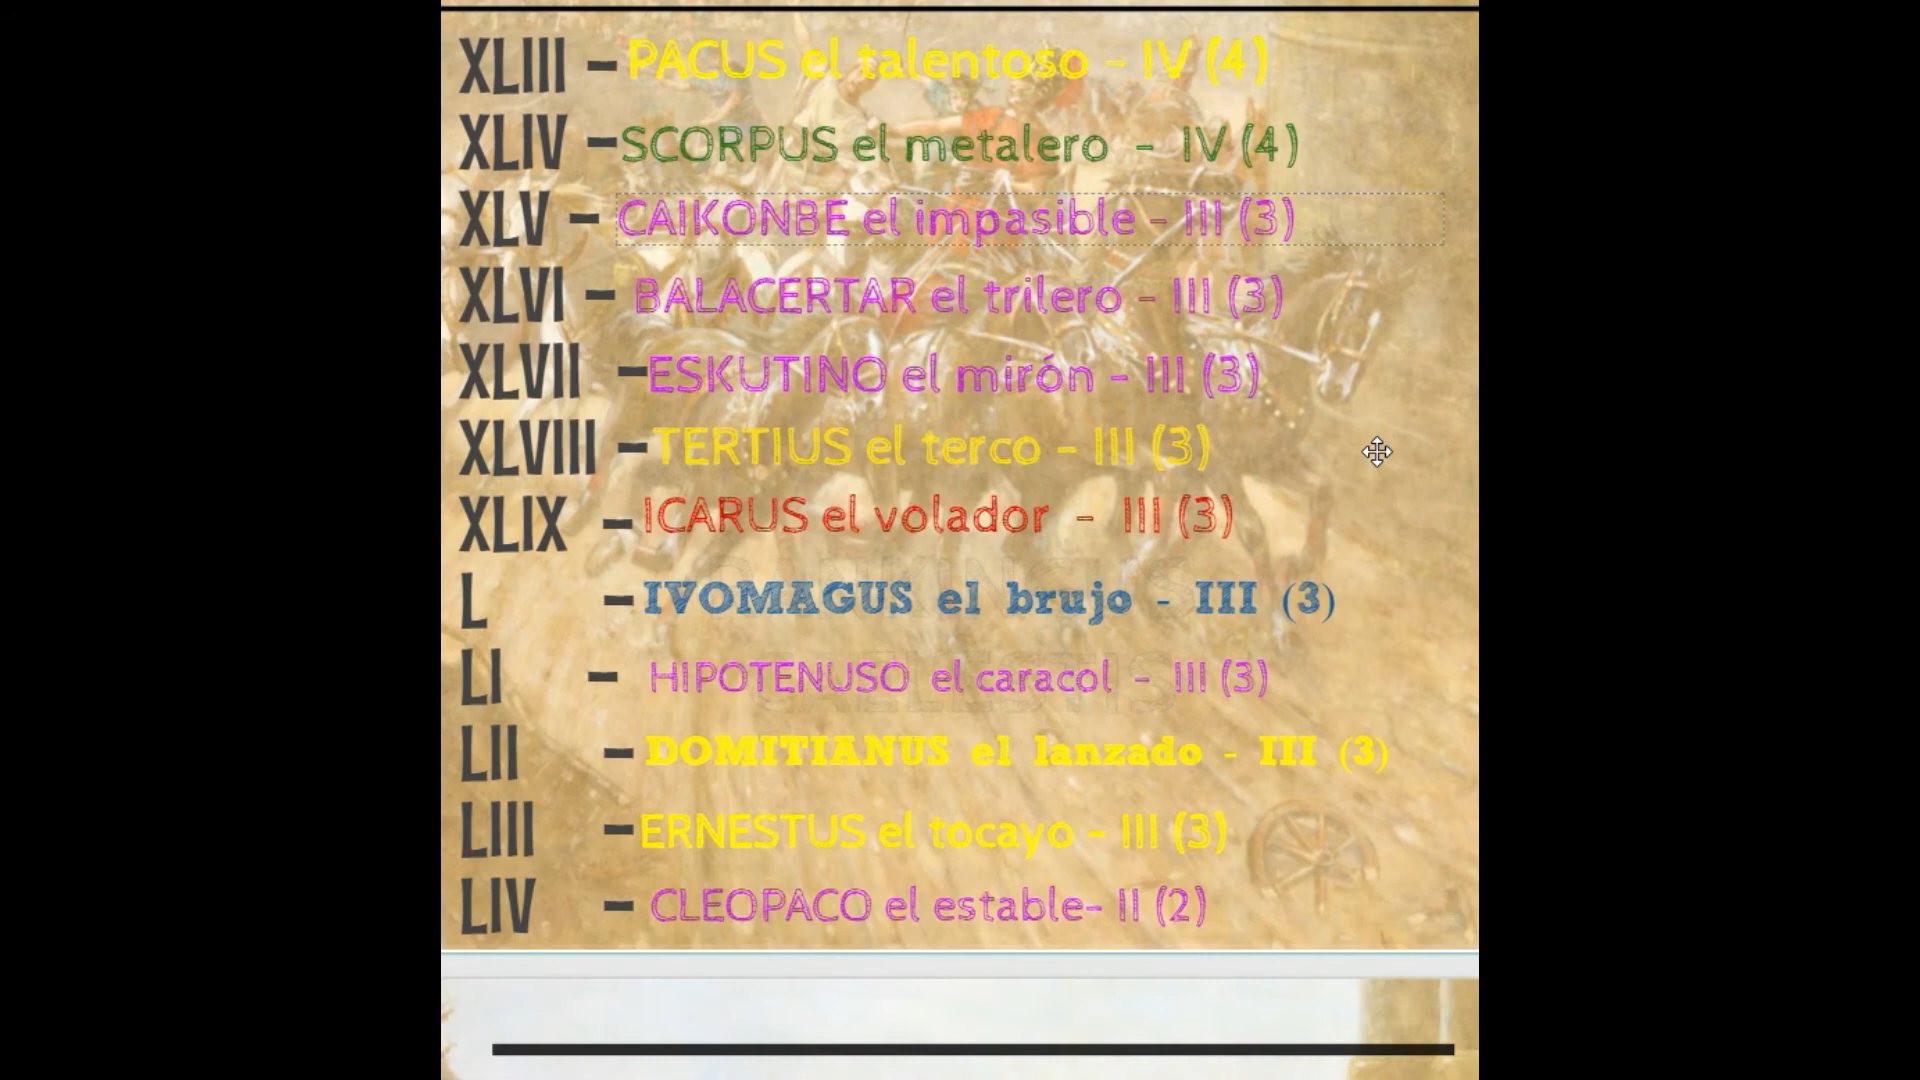 XLIII - PACUS el talentoso - IV (4)
XLIV - SCORPUS el metalero - IV (4)
XLV - CAIKONBE el impasible - III (3)
XLVI - BALACERTAR el trilero - III (3)
XLVII - ESKUTINO el mirón - III (3)
XLVIII - TERTIUS el terco - III (3)
XLIX - ICARUS el volador - III (3)
L - IVOMAGUS el brujo - III (3)
LI - HIPOTENUSO el caracol - III (3)
LII - DOMITIANUS el lanzado - III (3)
LIII - ERNESTUS el tocayo - III (3)
LIV - CLEOPACO el estable- II (2)